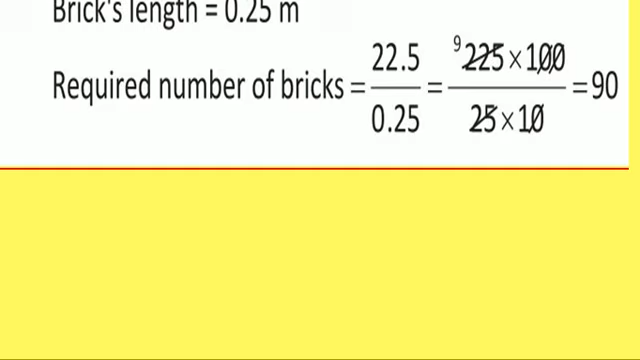 Brick's length = 0.25 m
Required number of bricks = 22.5 / 0.25 = 9 225 × 100 / 25 × 10 = 90